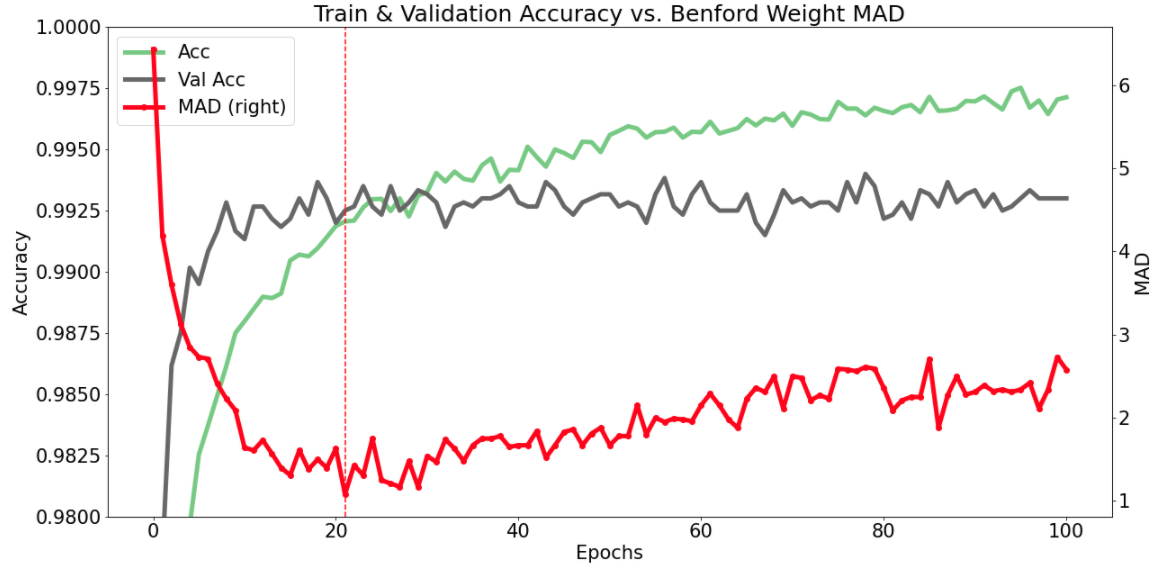 Train & Validation Accuracy vs. Benford Weight MAD
Acc
Val Acc
MAD (right)
Accuracy
1.0000
0.9975
0.9950
0.9925
0.9900
0.9875
0.9850
0.9825
0.9800
MAD
6
5
4
3
2
1
0 20 40 60 80 100
Epochs